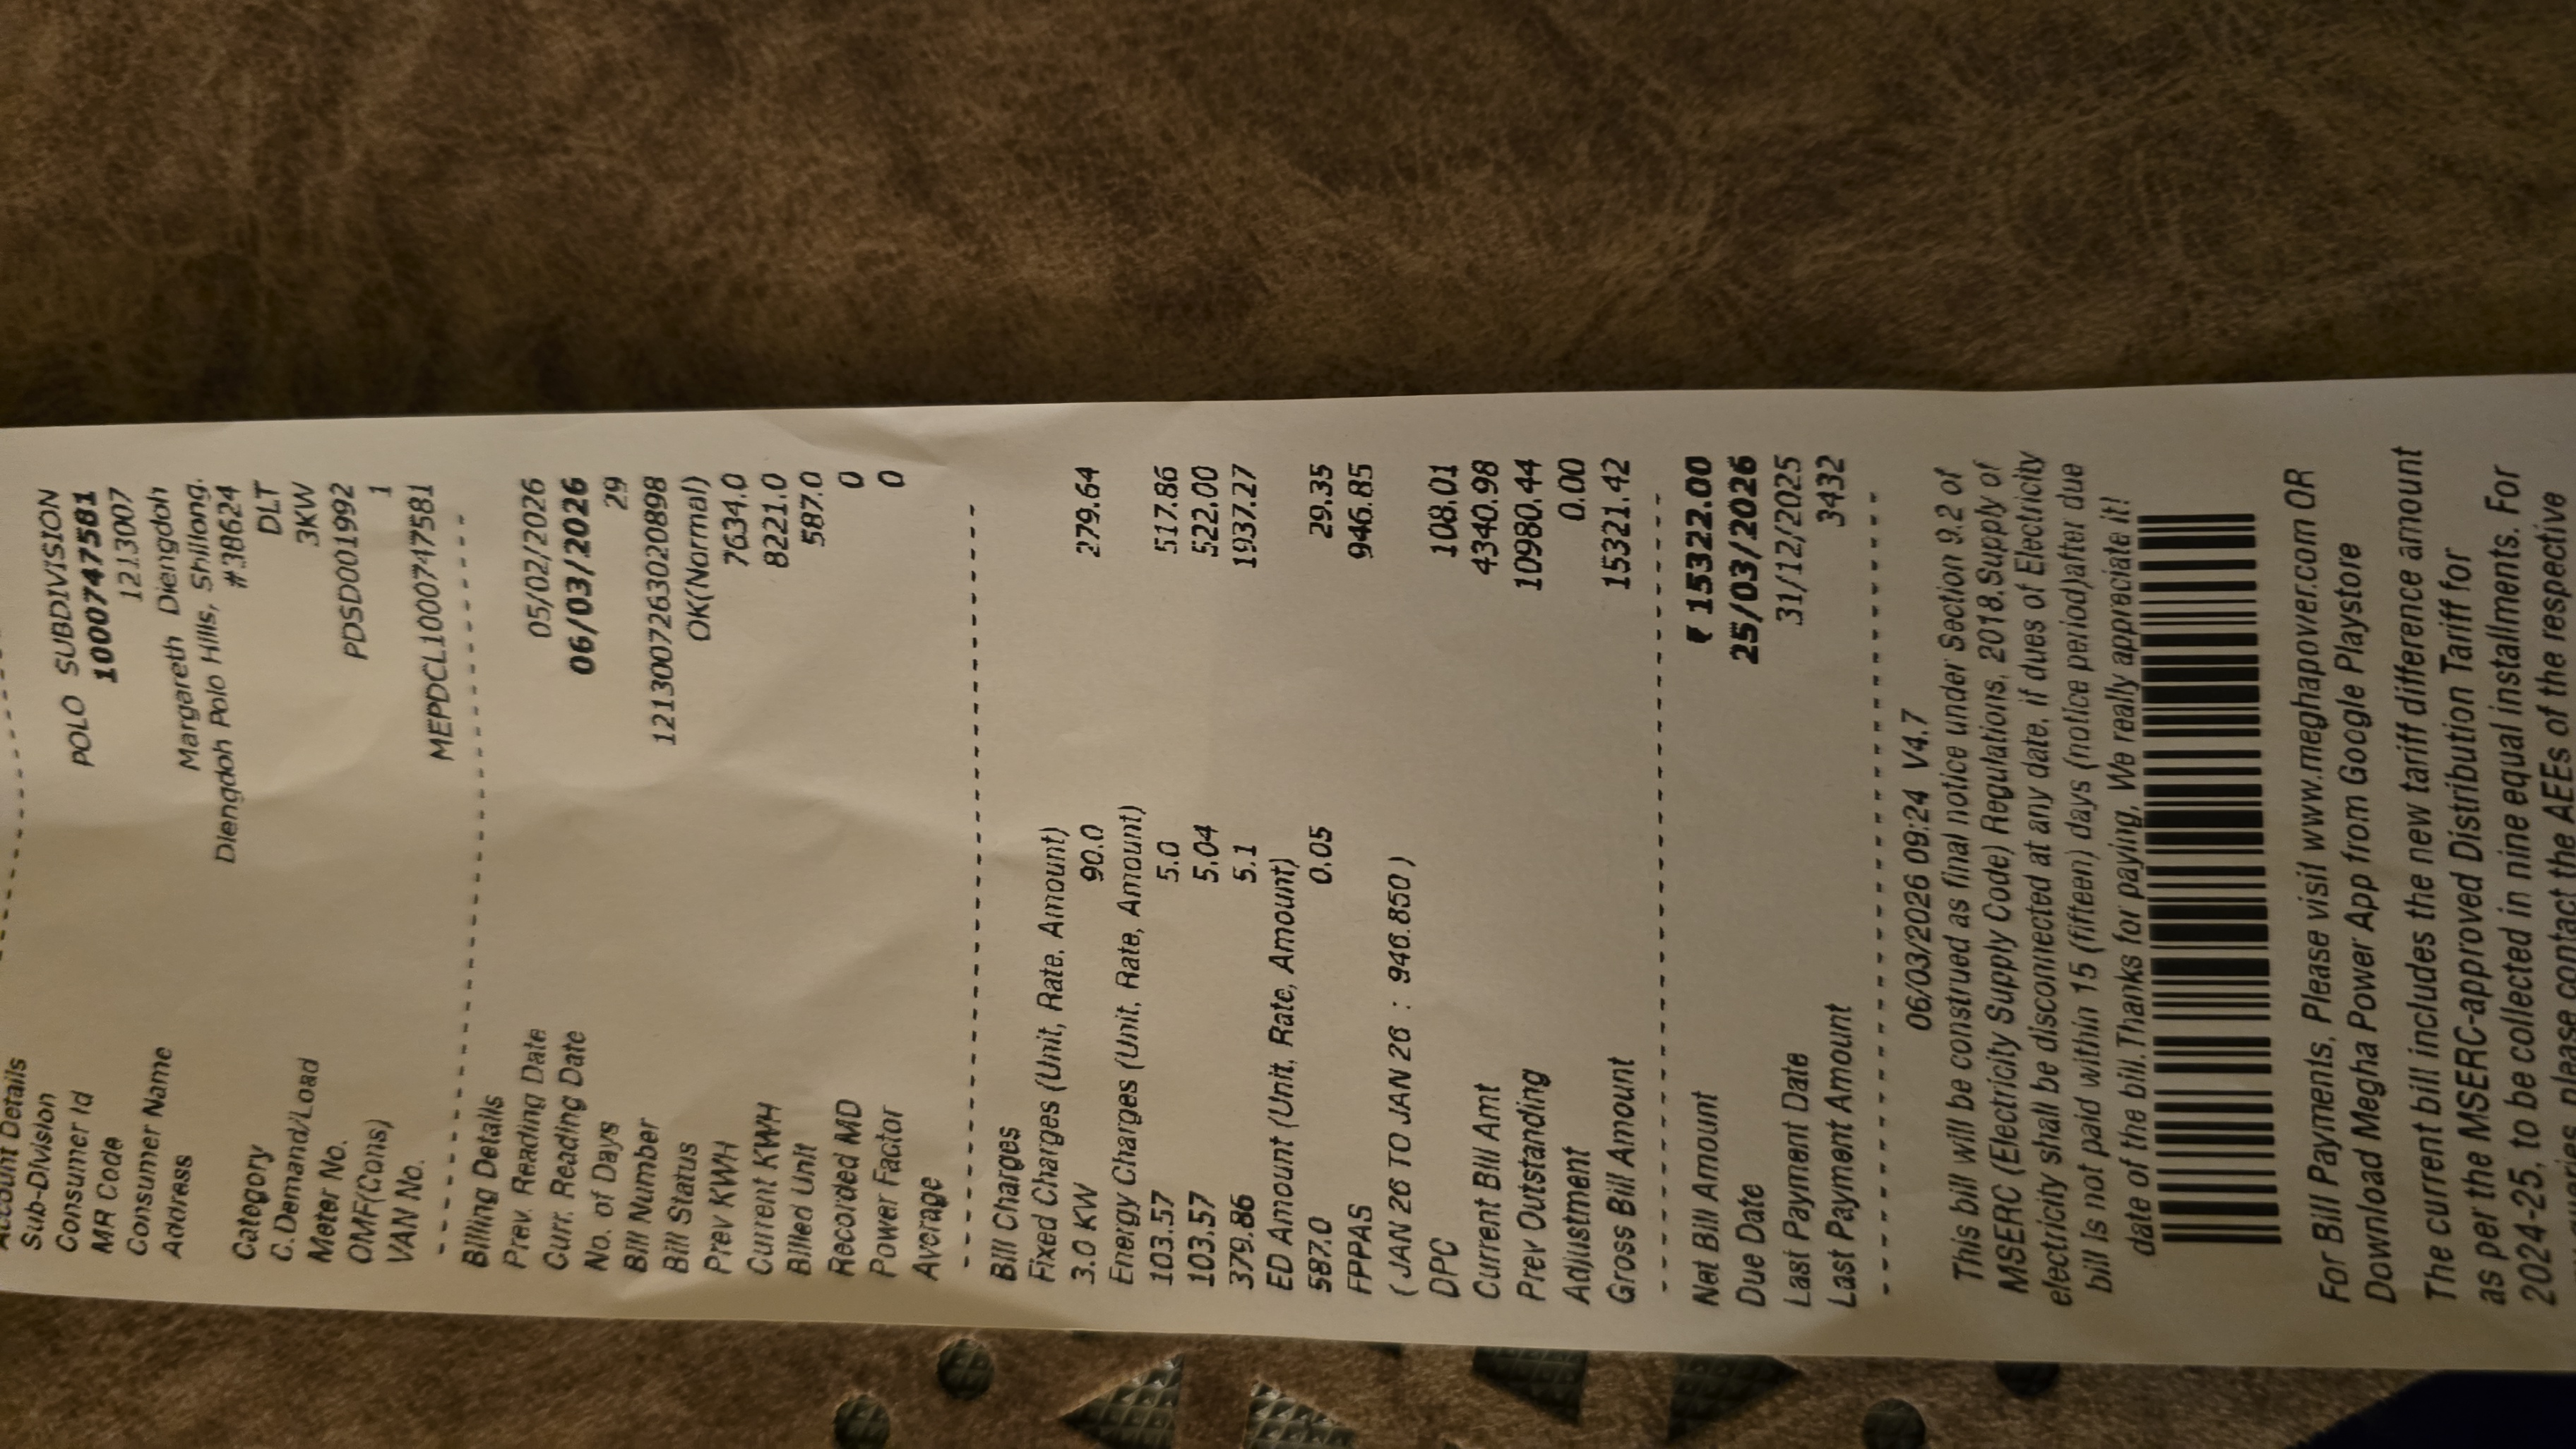 Account Details
Sub-Division POLO SUBDIVISION
Consumer Id 1000747581
MR Code 1213007
Consumer Name Margareth Diengdoh
Address Diengdoh Polo Hills, Shillong.
#38624
Category DLT
C.Demand/Load 3KW
Meter No. PDSD001992
OMF(Cons) 1
VAN No. MEPDCL1000747581
Billing Details
Prev. Reading Date 05/02/2026
Curr. Reading Date 06/03/2026
No. of Days 29
Bill Number 1213007263020898
Bill Status OK(Normal)
Prev KWH 7634.0
Current KWH 8221.0
Billed Unit 587.0
Recorded MD 0
Power Factor 0
Average
Bill Charges
Fixed Charges (Unit, Rate, Amount)
3.0 KW 90.0 279.64
Energy Charges (Unit, Rate, Amount)
103.57 5.0 517.86
103.57 5.04 522.00
379.86 5.1 1937.27
ED Amount (Unit, Rate, Amount)
587.0 0.05 29.35
FPPAS 946.85
( JAN 26 TO JAN 26 : 946.850 )
DPC 108.01
Current Bill Amt 4340.98
Prev Outstanding 10980.44
Adjustment 0.00
Gross Bill Amount 15321.42
Net Bill Amount ₹ 15322.00
Due Date 25/03/2026
Last Payment Date 31/12/2025
Last Payment Amount 3432
06/03/2026 09:24 V4.7
This bill will be construed as final notice under Section 9.2 of
MSERC (Electricity Supply Code) Regulations, 2018.Supply of
electricity shall be disconnected at any date, if dues of Electricity
bill is not paid within 15 (fifteen) days (notice period)after due
date of the bill.Thanks for paying, We really appreciate it!
For Bill Payments, Please visit www.meghapover.com OR
Download Megha Power App from Google Playstore
The current bill includes the new tariff difference amount
as per the MSERC-approved Distribution Tariff for
2024-25, to be collected in nine equal installments. For
please contact the AEEs of the respective